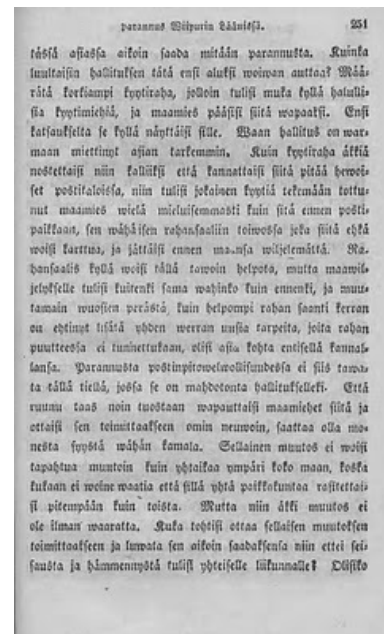 parannus Wiipurin Läänissä. 251
tässä asiassa aikoin saada mitään parannusta. Kuinka
luultaisin hallituksen tätä ensi aluksi woiwan auttaa? Mää-
rätä korkiampi kyytiraha, jolloin tulisi muka kyllä halulli-
sia kyytimiehiä, ja maamies pääsisi siitä wapaaksi. Ensi
katsaukselta se kyllä näyttäisi sille. Waan hallitus on war-
maan miettinyt asian tarkemmin. Kuin kyytiraha äkkiä
nostettaisi niin kalliiksi että kannattaisi siitä pitää hewoi-
set postitaloissa, niin tulisi jokainen kyytiä tekemään tottu-
nut maamies wielä mieluisemmasti kuin sitä ennen posti-
paikkaan, sen wähäisen rahansaaliin toiwossa joka siitä ehkä
woisi karttua, ja jättäisi ennen maansa wiljelemättä. Ra-
hansaalis kyllä woisi tällä tawoin helpota, mutta maawil-
jelykselle tulisi kuitenki sama wahinko kuin ennenki, ja muu-
tamain wuosien perästä, kuin helpompi rahan saanti kerran
on ehtinyt lisätä yhden werran uusia tarpeita, joita rahan
puutteessa ei tunnettukaan, olisi asia kohta entisellä kannal-
lansa. Parannusta postinpitowelwollisuudessa ei siis tawa-
ta tällä tiellä, jossa se on mahdotonta hallitukselleki. Että
ruunu taas noin tuostaan wapauttaisi maamiehet siitä ja
ottaisi sen toimittaakseen omin neuwoin, saattaa olla mo-
nesta syystä wähän kamala. Sellainen muutos ei woisi
tapahtua muutoin kuin yhtaikaa ympäri koko maan, koska
kukaan ei woine waatia että sillä yhtä paikkakuntaa rasitettai-
si pitempään kuin toista. Mutta niin äkki muutos ei
ole ilman waaratta. Kuka tohtisi ottaa sellaisen muutoksen
toimittaakseen ja luwata sen aikoin saadaksensa niin ettei sei-
sausta ja hämmennystä tulisi yhteiselle liikunnalle? Olisiko